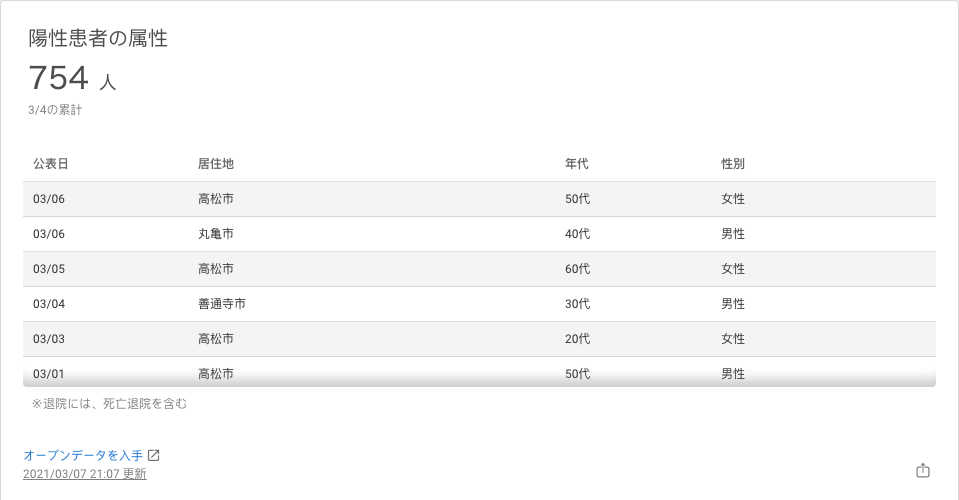 陽性患者の属性
754 人
3/4の累計
公表日 居住地 年代 性別
03/06 高松市 50代 女性
03/06 丸亀市 40代 男性
03/05 高松市 60代 女性
03/04 善通寺市 30代 男性
03/03 高松市 20代 女性
03/01 高松市 50代 男性
※退院には、死亡退院を含む
オープンデータを入手
2021/03/07 21:07 更新